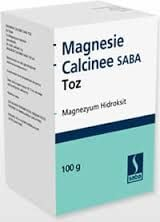 Magnesie
Calcinee SABA
Toz
Magnezyum Hidroksit
100 g
saba